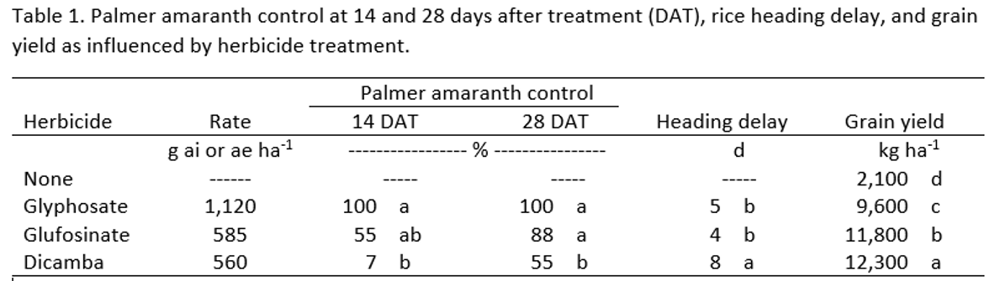 Table 1. Palmer amaranth control at 14 and 28 days after treatment (DAT), rice heading delay, and grain
yield as influenced by herbicide treatment.
Palmer amaranth control
Herbicide Rate 14 DAT 28 DAT Heading delay Grain yield
g ai or ae ha⁻¹ ----------------- % ---------------- d kg ha⁻¹
None ------ ----- ----- ----- 2,100 d
Glyphosate 1,120 100 a 100 a 5 b 9,600 c
Glufosinate 585 55 ab 88 a 4 b 11,800 b
Dicamba 560 7 b 55 b 8 a 12,300 a